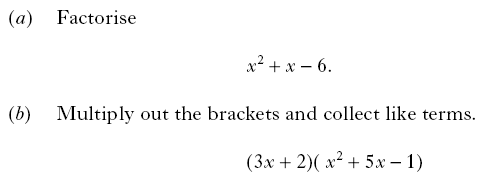 (a) Factorise
x² + x – 6.
(b) Multiply out the brackets and collect like terms.
(3x + 2)( x² + 5x – 1)